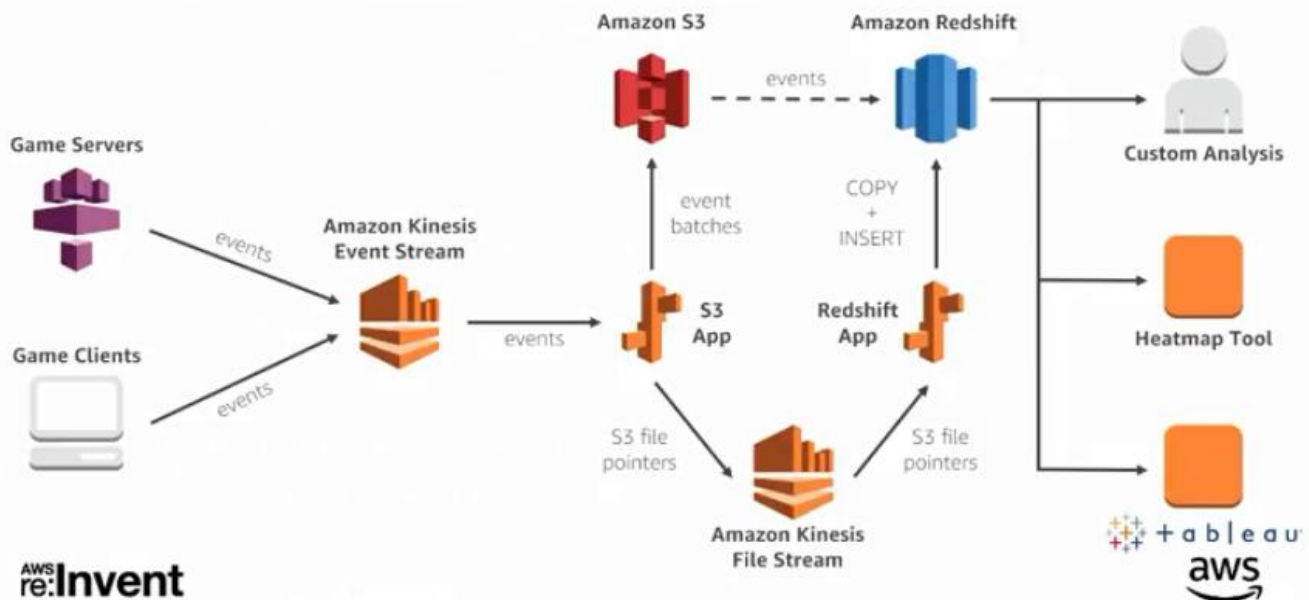 Amazon S3
Amazon Redshift
events
Game Servers
Custom Analysis
events
Amazon Kinesis
Event Stream
event
batches
COPY
+
INSERT
events
S3
App
Redshift
App
Heatmap Tool
Game Clients
events
S3 file
pointers
S3 file
pointers
Amazon Kinesis
File Stream
+ableau
AWS
re:Invent
aws